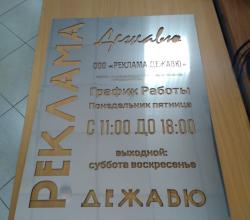 РЕКЛАМА
Дежавю
ООО «РЕКЛАМА ДЕЖАВЮ»
График Работы
Понедельник пятница
С 11:00 ДО 18:00
выходной:
суббота воскресенье
ДЕЖАВЮ